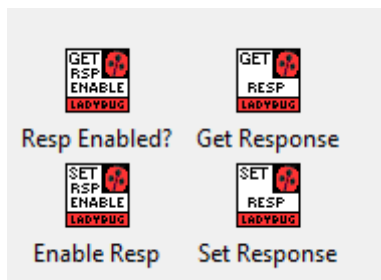 GET
RSP
ENABLE
LADYBUG
GET
RESP
LADYBUG
Resp Enabled?
Get Response
SET
RSP
ENABLE
LADYBUG
SET
RESP
LADYBUG
Enable Resp
Set Response